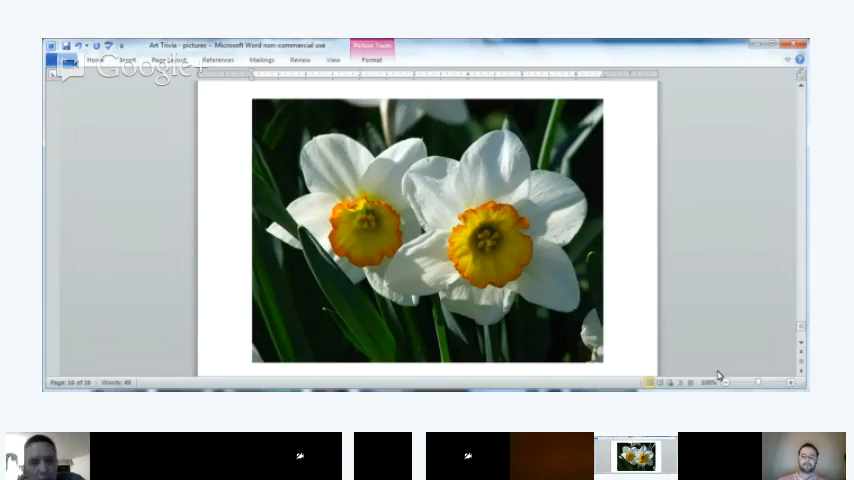 Art Trivia - pictures - Microsoft Word non-commercial use
Picture Tools
Home Insert Page Layout References Mailings Review View Format
Google+
Page: 16 of 18 Words: 49
100%